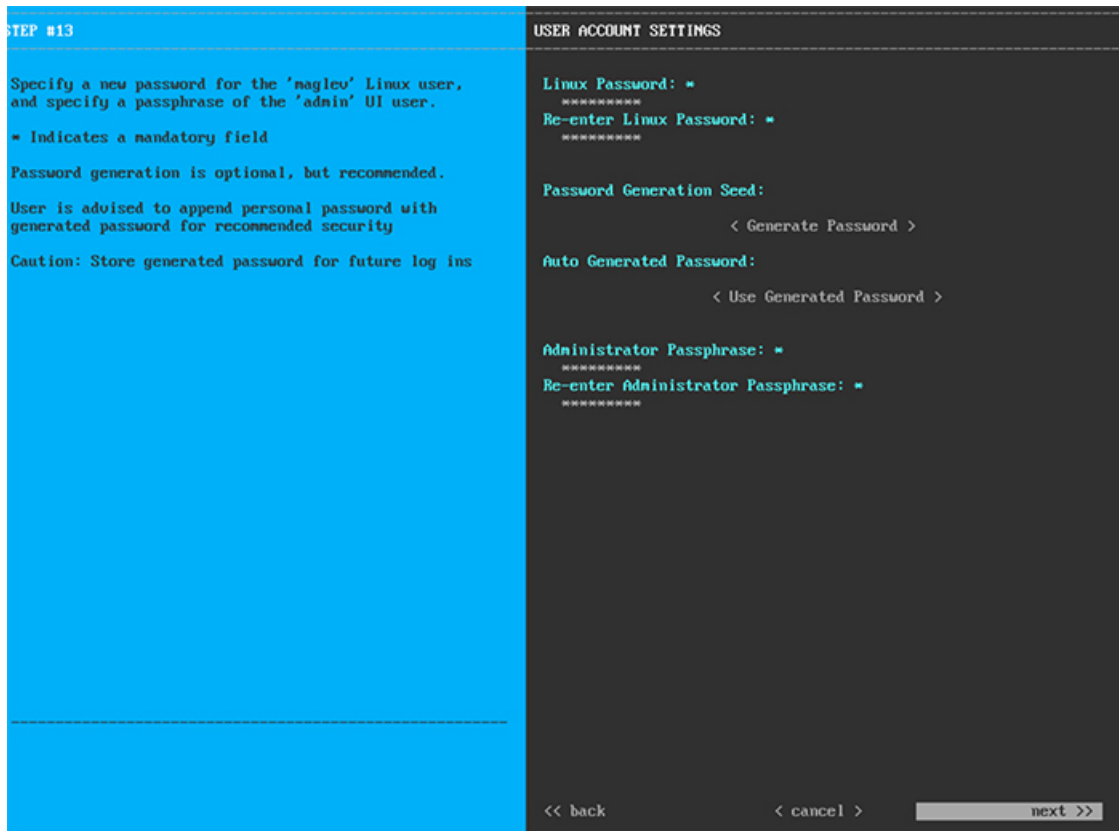 STEP #13
Specify a new password for the 'maglev' Linux user,
and specify a passphrase of the 'admin' UI user.
* Indicates a mandatory field
Password generation is optional, but recommended.
User is advised to append personal password with
generated password for recommended security
Caution: Store generated password for future log ins
USER ACCOUNT SETTINGS
Linux Password: *
*********
Re-enter Linux Password: *
*********
Password Generation Seed:
< Generate Password >
Auto Generated Password:
< Use Generated Password >
Administrator Passphrase: *
*********
Re-enter Administrator Passphrase: *
*********
<< back < cancel > next >>